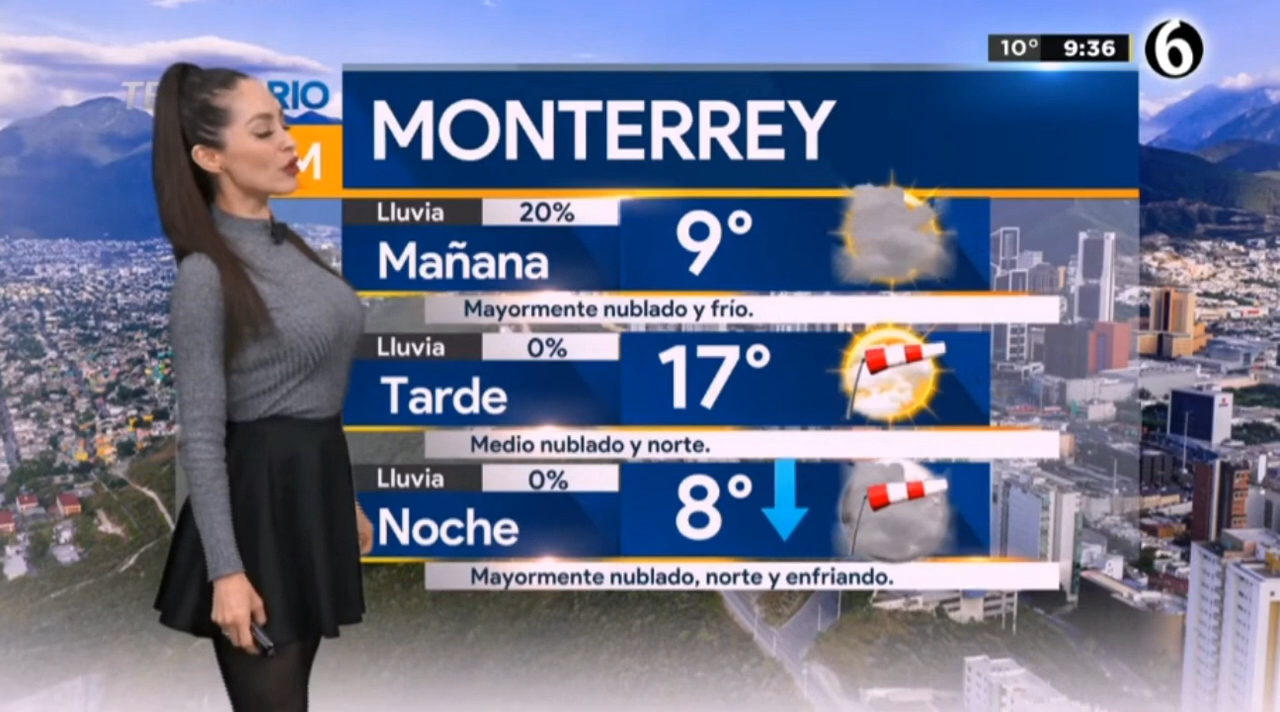 10° 9:36 6
RIO
M
MONTERREY
Lluvia 20%
Mañana 9°
Mayormente nublado y frío.
Lluvia 0%
Tarde 17°
Medio nublado y norte.
Lluvia 0%
Noche 8°
Mayormente nublado, norte y enfriando.